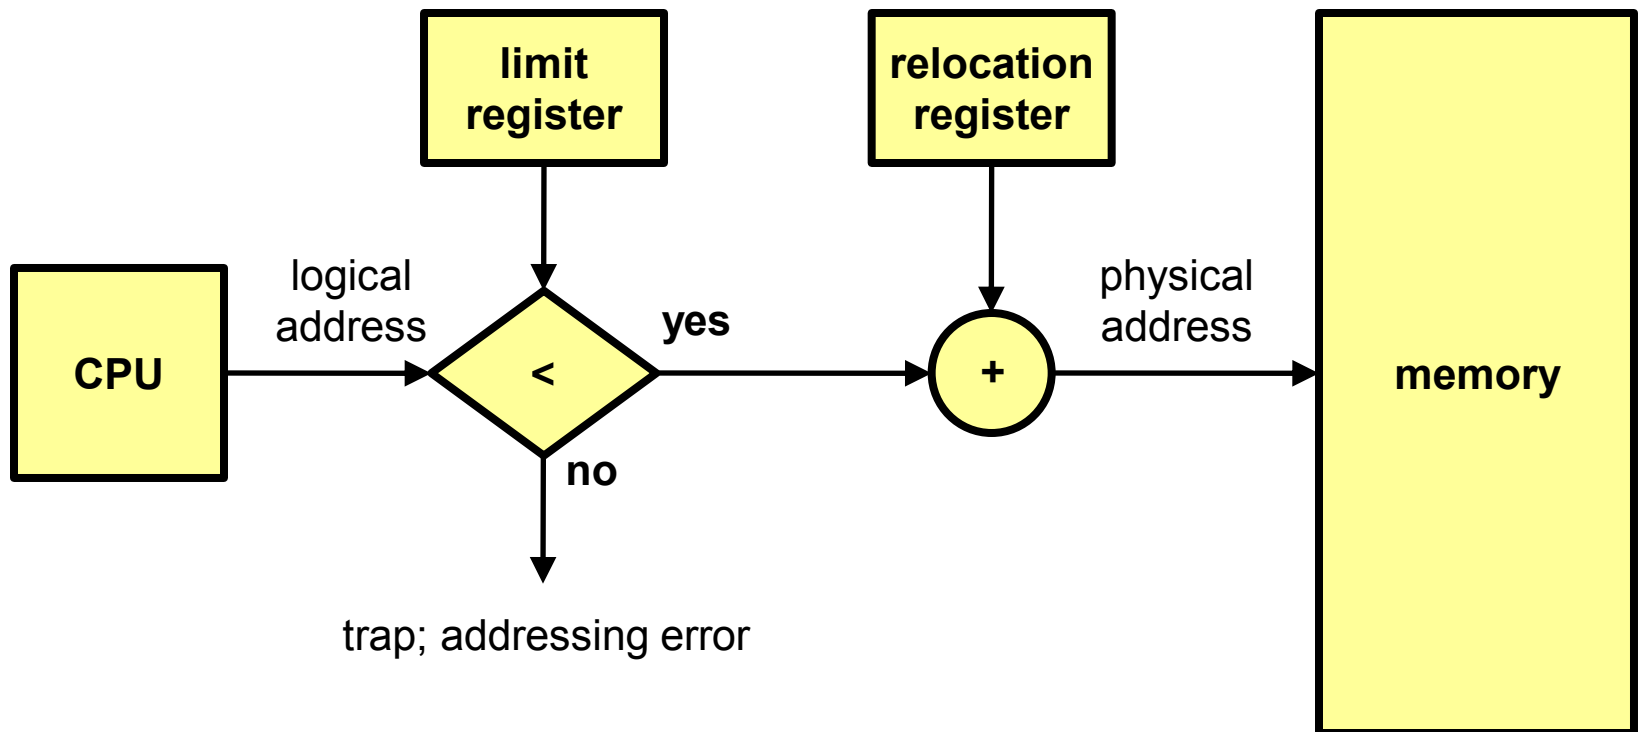 limit
register
relocation
register
CPU
logical
address
<
yes
no
trap; addressing error
+
physical
address
memory